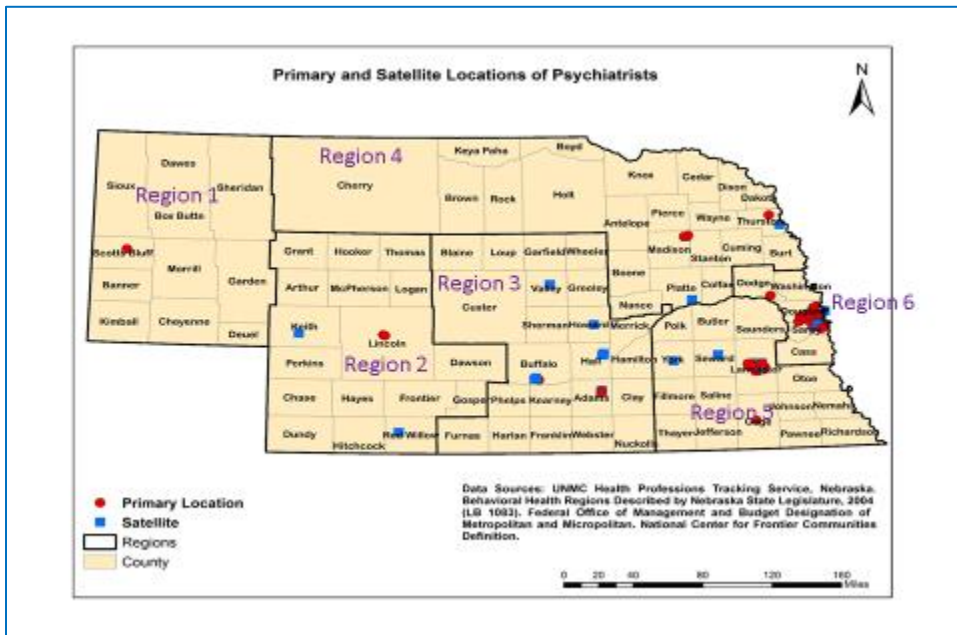 Primary and Satellite Locations of Psychiatrists
N
Keya Paha
Boyd
Region 4
Dawes
Knox
Cedar
Sioux
Sheridan
Cherry
Dixon
Region 1
Holt
Dakota
Brown
Rock
Pierce
Wayne
Thurston
Box Butte
Antelope
Madison
Cuming
Burt
Scotts Bluff
Grant
Hooker
Thomas
Blaine
Loup
Garfield
Wheeler
Stanton
Morrill
Garden
Boone
Banner
Arthur
McPherson
Logan
Region 3
Valley
Greeley
Platte
Colfax
Dodge
Washington
Custer
Nance
Region 6
Kimball
Cheyenne
Deuel
Keith
Lincoln
Sherman
Howard
Merrick
Polk
Butler
Saunders
Douglas
Sarpy
Perkins
Region 2
Dawson
Buffalo
Hall
Hamilton
York
Seward
Lancaster
Cass
Otoe
Chase
Hayes
Frontier
Gosper
Phelps
Kearney
Adams
Clay
Fillmore
Saline
Region 5
Gage
Johnson
Nemaha
Dundy
Hitchcock
Red Willow
Furnas
Harlan
Franklin
Webster
Nuckolls
Thayer
Jefferson
Pawnee
Richardson
Primary Location
Satellite
Regions
County
Data Sources: UNMC Health Professions Tracking Service, Nebraska.
Behavioral Health Regions Described by Nebraska State Legislature, 2004
(LB 1083). Federal Office of Management and Budget Designation of
Metropolitan and Micropolitan. National Center for Frontier Communities
Definition.
0 20 40 80 120 160
Miles